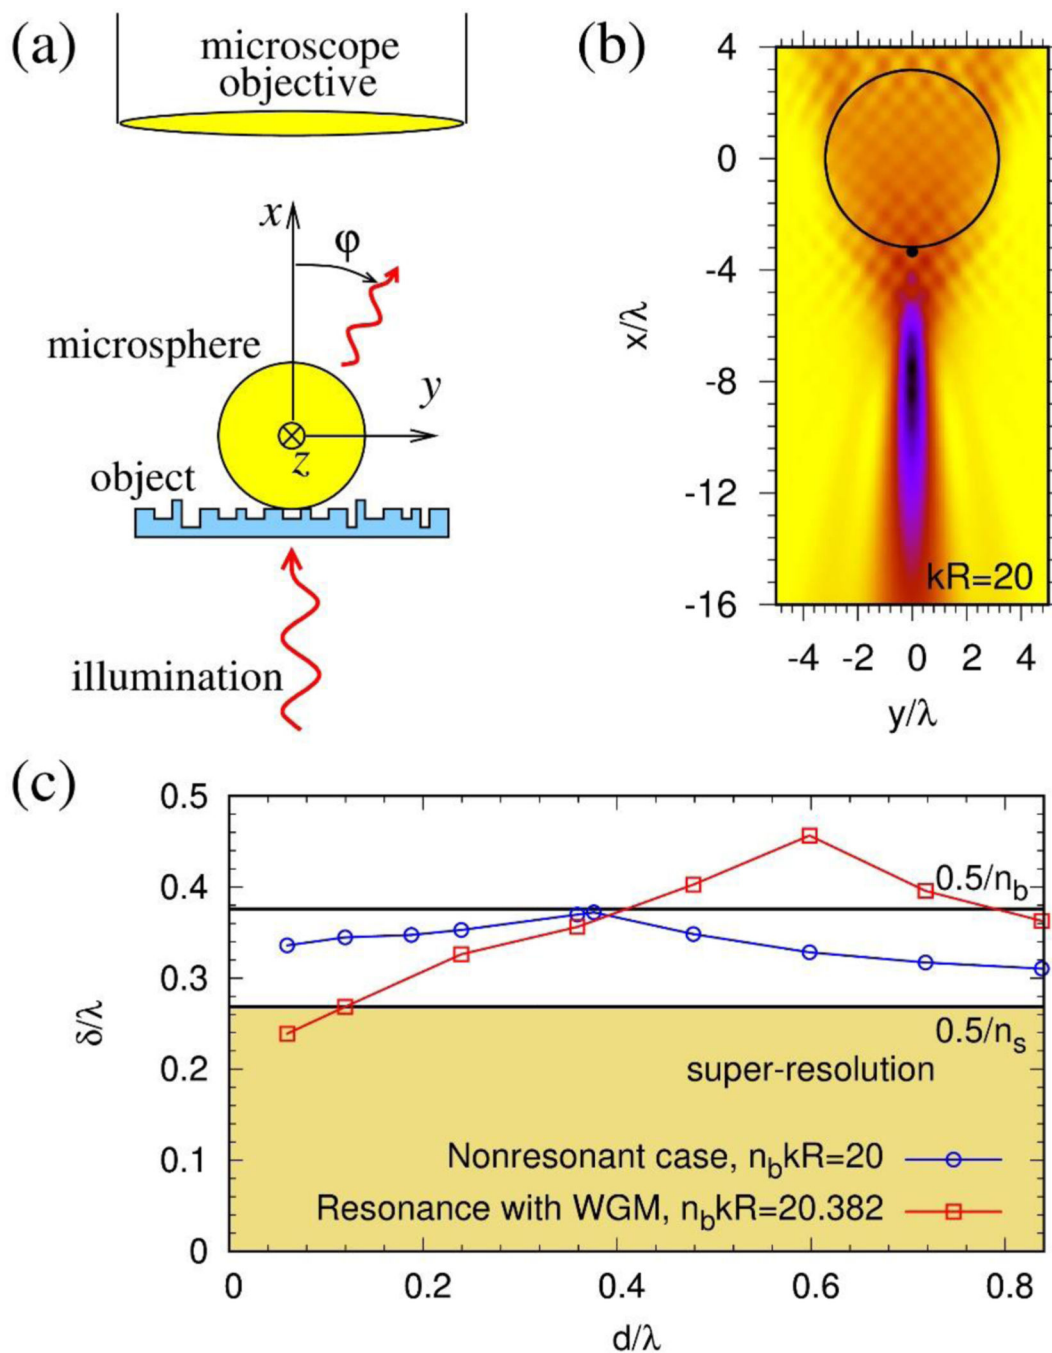 (a)
microscope
objective
x
φ
microsphere
y
z
object
illumination
(b)
4
0
-4
-8
-12
-16
x/λ
kR=20
-4 -2 0 2 4
y/λ
(c)
0.5
0.4
0.3
0.2
0.1
0
δ/λ
0.5/n_b
0.5/n_s
super-resolution
Nonresonant case, n_bkR=20
Resonance with WGM, n_bkR=20.382
0 0.2 0.4 0.6 0.8
d/λ